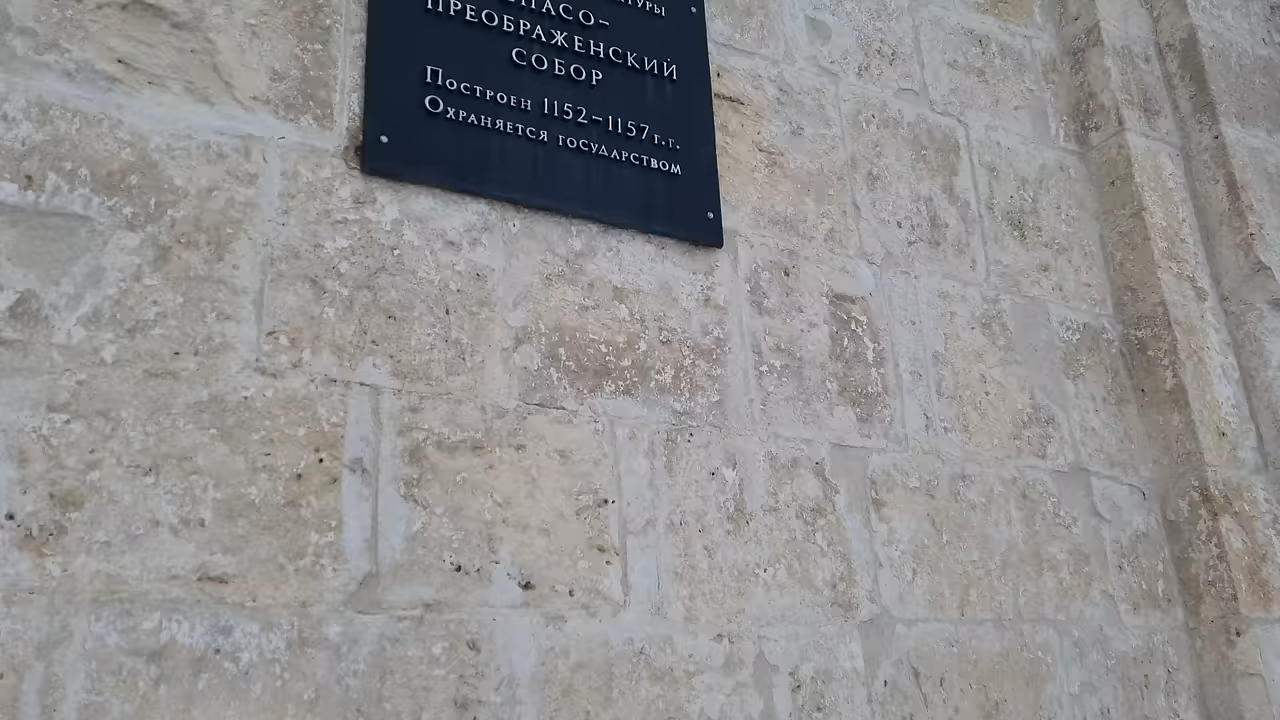 СПАСО-
ПРЕОБРАЖЕНСКИЙ
СОБОР
Построен 1152-1157 г.г.
Охраняется государством